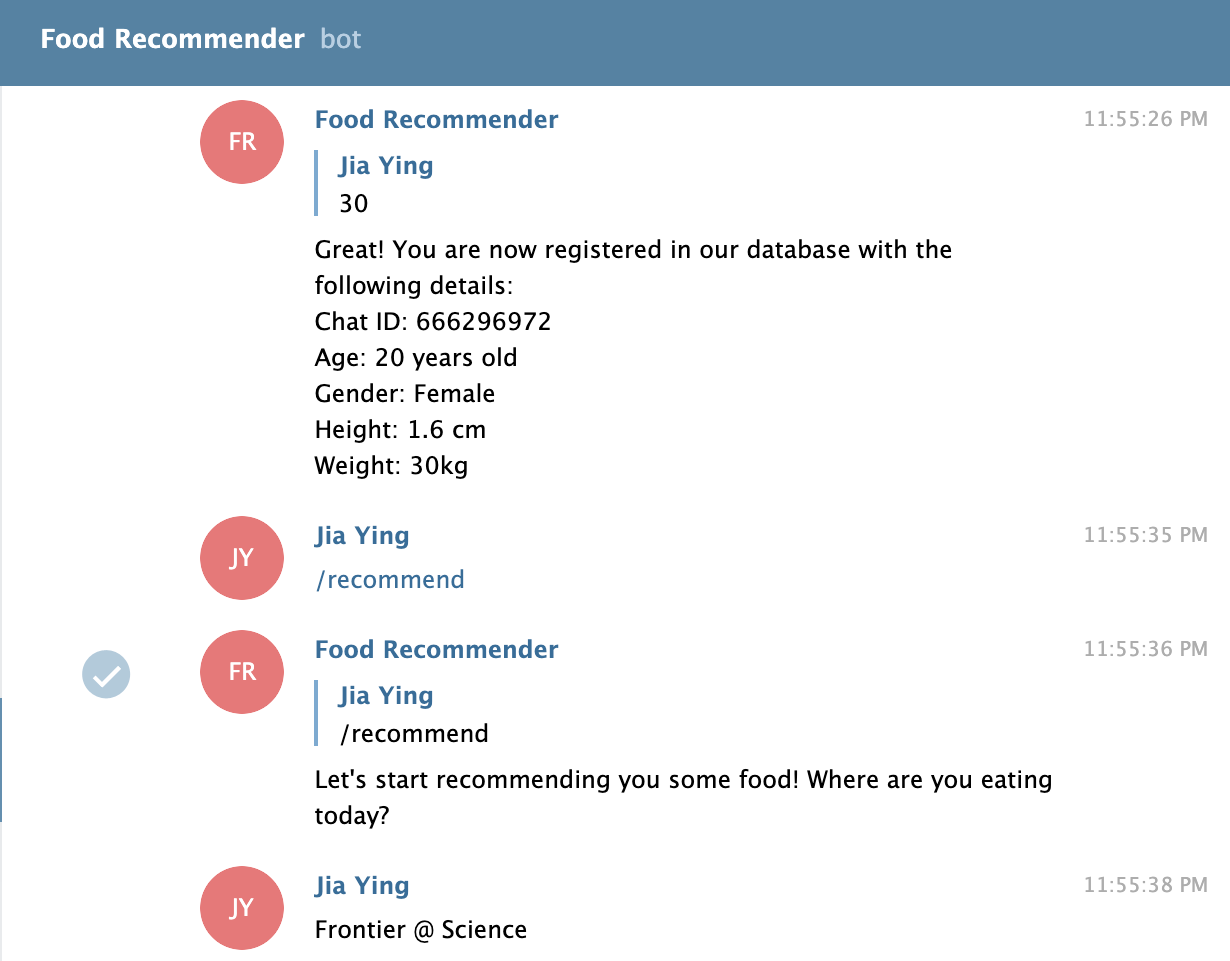 Food Recommender bot
FR
Food Recommender
11:55:26 PM
Jia Ying
30
Great! You are now registered in our database with the
following details:
Chat ID: 666296972
Age: 20 years old
Gender: Female
Height: 1.6 cm
Weight: 30kg
JY
Jia Ying
11:55:35 PM
/recommend
FR
Food Recommender
11:55:36 PM
Jia Ying
/recommend
Let's start recommending you some food! Where are you eating
today?
JY
Jia Ying
11:55:38 PM
Frontier @ Science